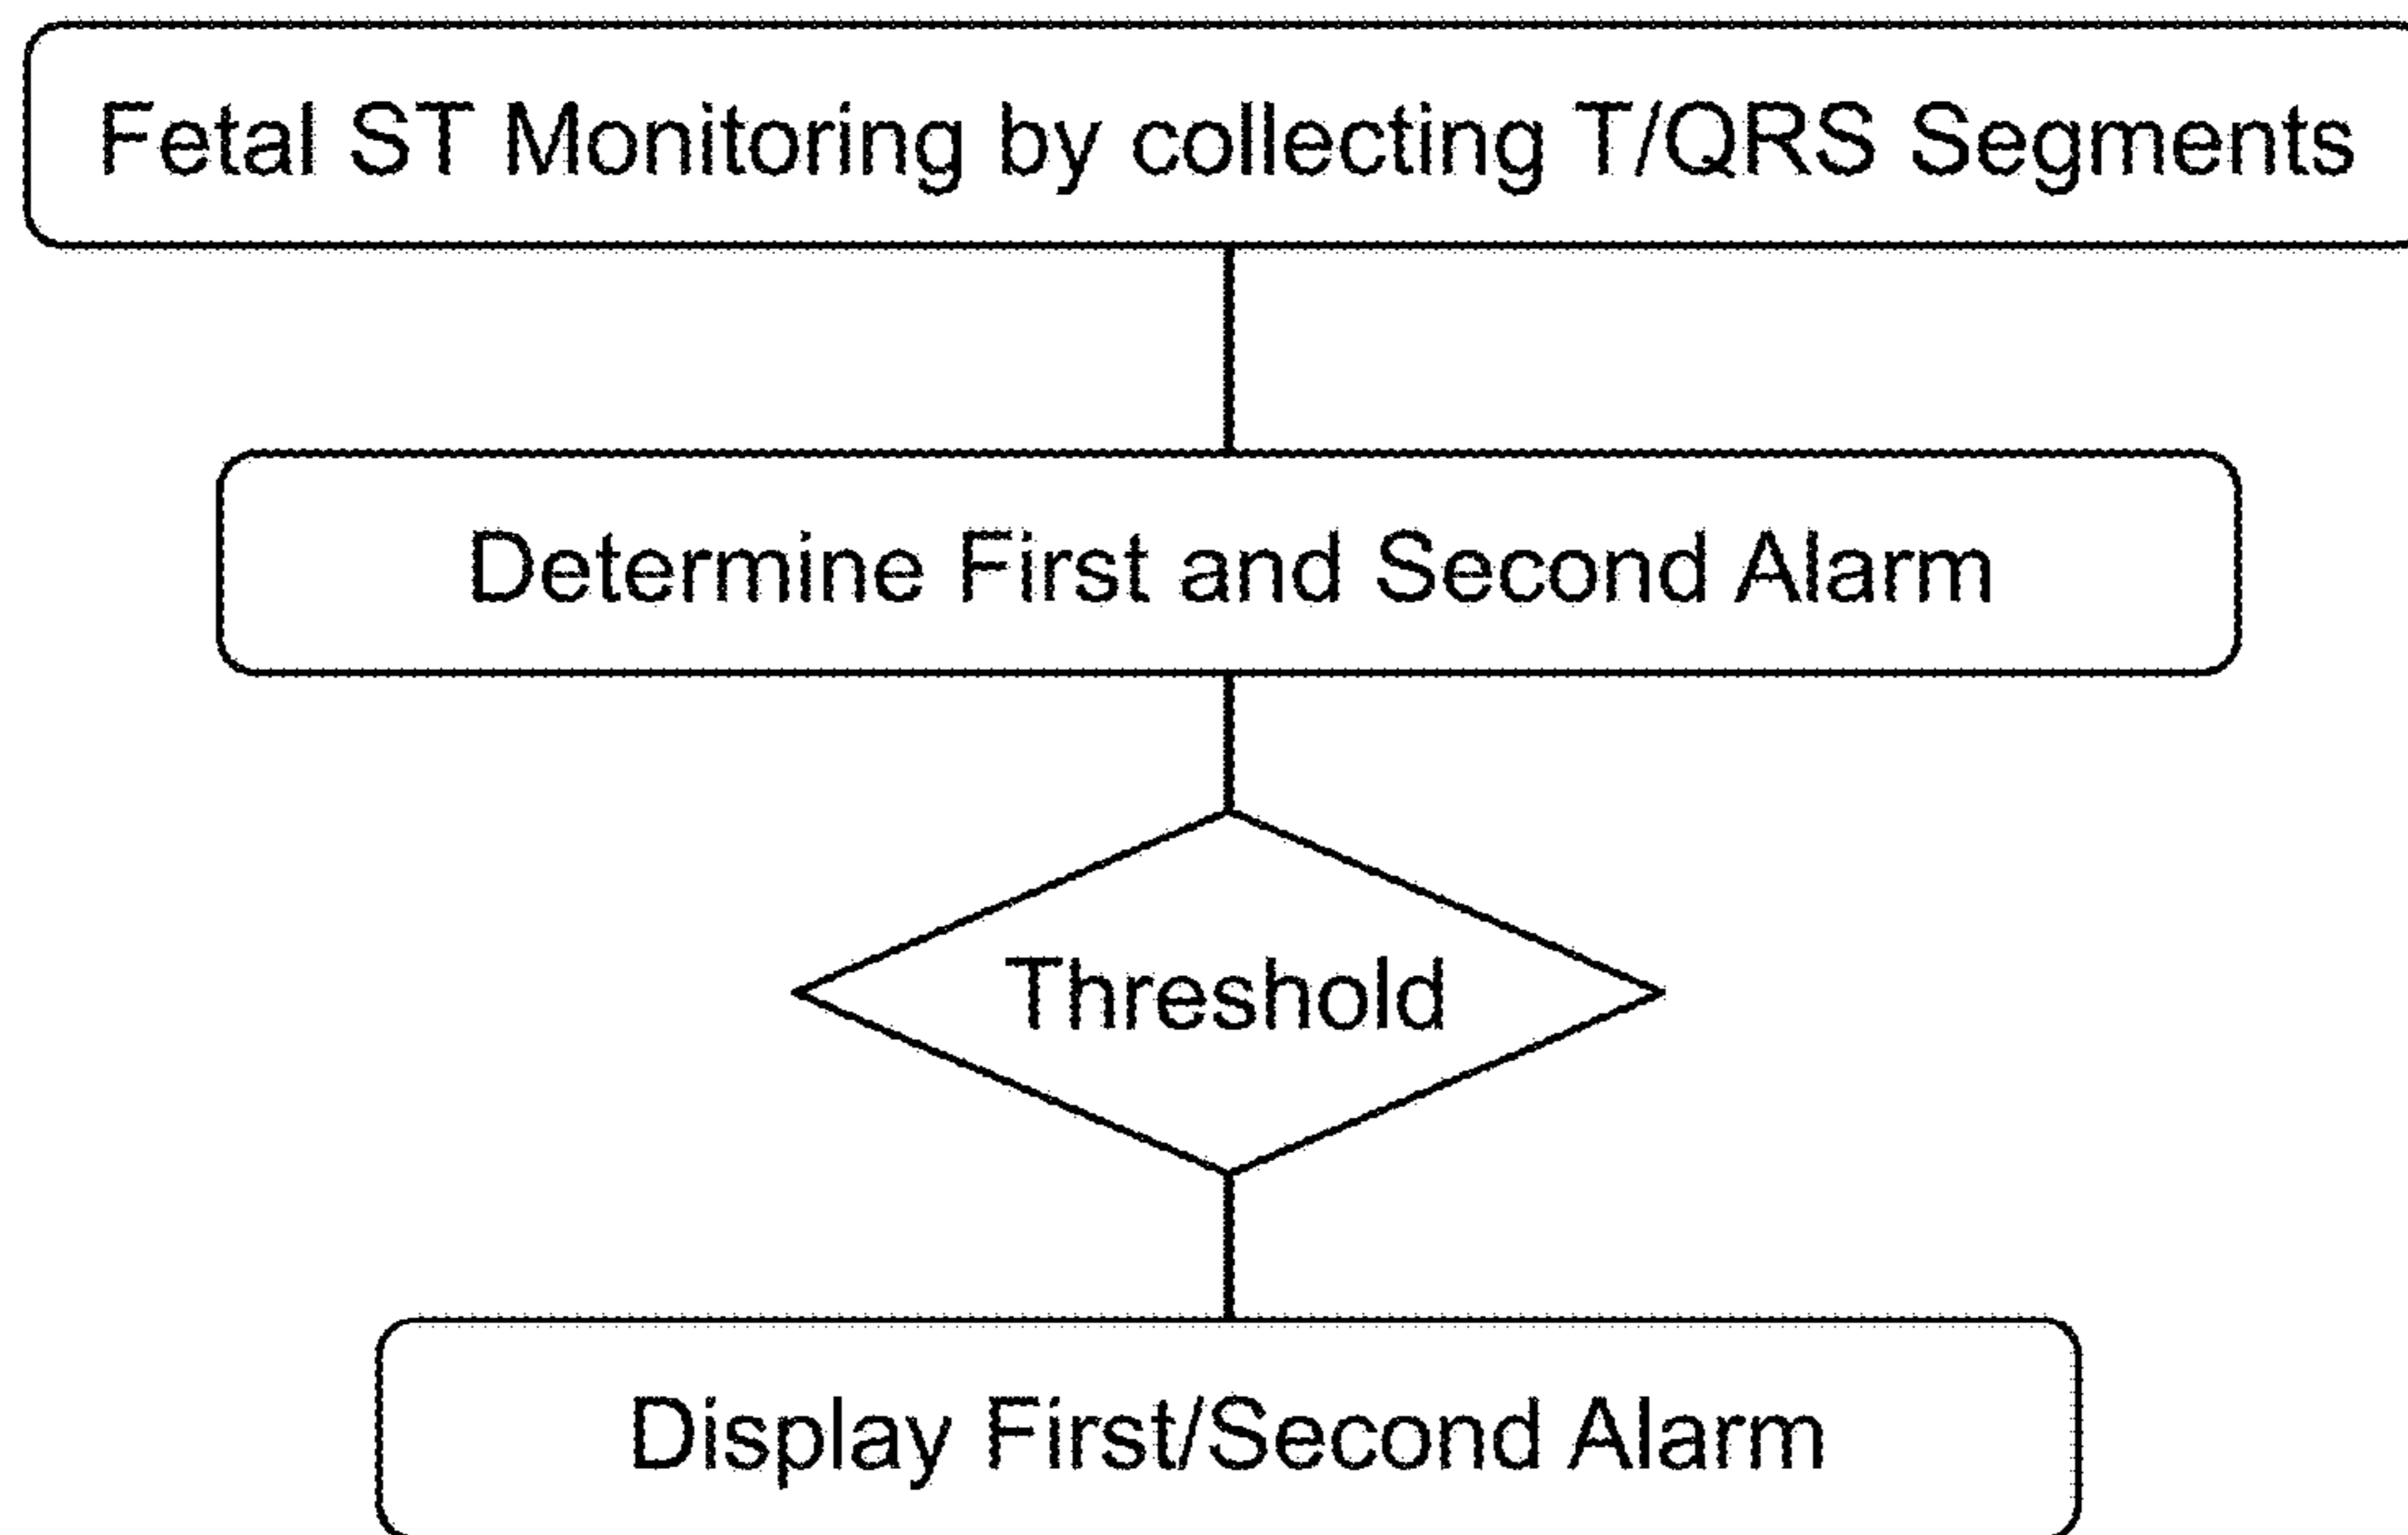 Fetal ST Monitoring by collecting T/QRS Segments
Determine First and Second Alarm
Threshold
Display First/Second Alarm